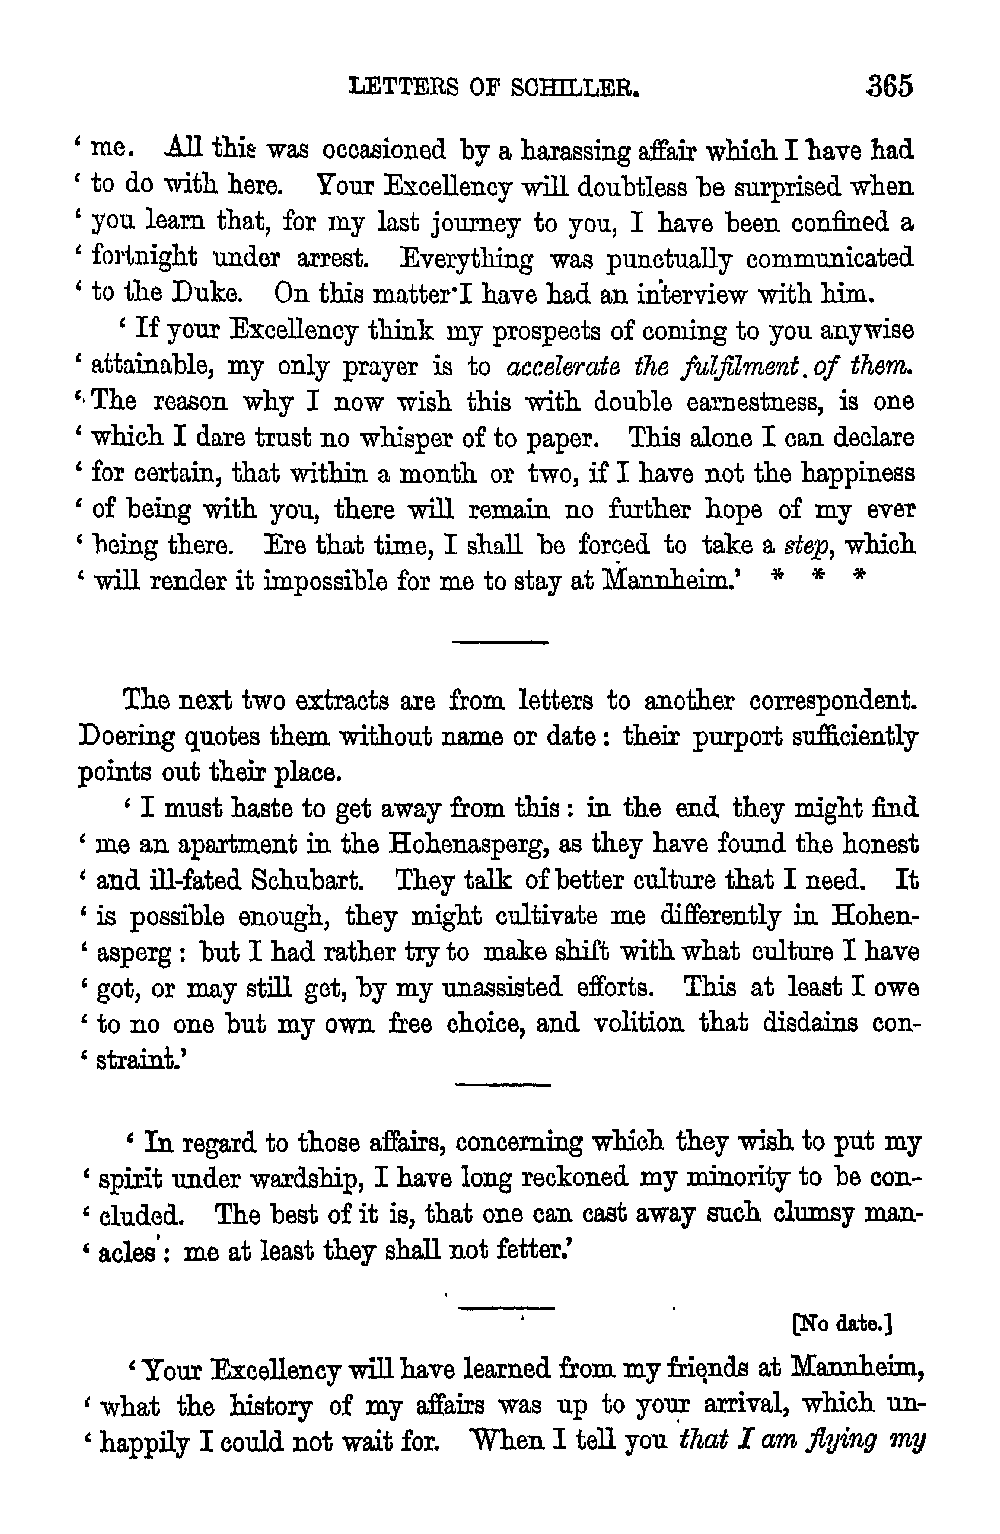 LETTERS OF SCHILLER. 365
‘ me. All this was occasioned by a harassing affair which I have had
‘ to do with here. Your Excellency will doubtless be surprised when
‘ you learn that, for my last journey to you, I have been confined a
‘ fortnight under arrest. Everything was punctually communicated
‘ to the Duke. On this matter I have had an interview with him.
‘ If your Excellency think my prospects of coming to you anywise
‘ attainable, my only prayer is to accelerate the fulfilment of them.
‘ The reason why I now wish this with double earnestness, is one
‘ which I dare trust no whisper of to paper. This alone I can declare
‘ for certain, that within a month or two, if I have not the happiness
‘ of being with you, there will remain no further hope of my ever
‘ being there. Ere that time, I shall be forced to take a step, which
‘ will render it impossible for me to stay at Mannheim.’ * * *
The next two extracts are from letters to another correspondent.
Doering quotes them without name or date: their purport sufficiently
points out their place.
‘ I must haste to get away from this: in the end they might find
‘ me an apartment in the Hohenasperg, as they have found the honest
‘ and ill-fated Schubart. They talk of better culture that I need. It
‘ is possible enough, they might cultivate me differently in Hohen-
‘ asperg: but I had rather try to make shift with what culture I have
‘ got, or may still get, by my unassisted efforts. This at least I owe
‘ to no one but my own free choice, and volition that disdains con-
‘ straint.’
‘ In regard to those affairs, concerning which they wish to put my
‘ spirit under wardship, I have long reckoned my minority to be con-
‘ cluded. The best of it is, that one can cast away such clumsy man-
‘ acles: me at least they shall not fetter.’
[No date.]
‘ Your Excellency will have learned from my friends at Mannheim,
‘ what the history of my affairs was up to your arrival, which un-
‘ happily I could not wait for. When I tell you that I am flying my